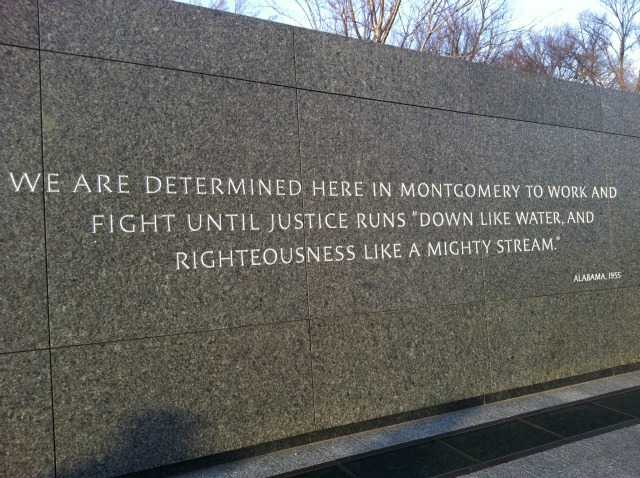 WE ARE DETERMINED HERE IN MONTGOMERY TO WORK AND
FIGHT UNTIL JUSTICE RUNS "DOWN LIKE WATER, AND
RIGHTEOUSNESS LIKE A MIGHTY STREAM."
ALABAMA, 1955